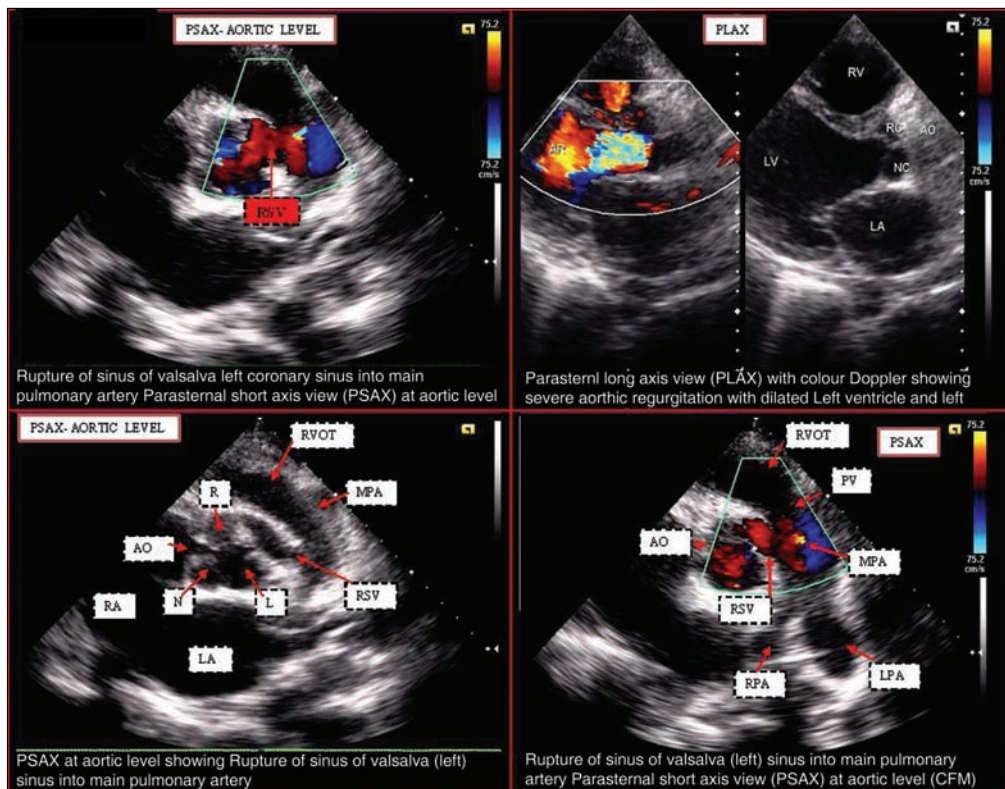 PSAX- AORTIC LEVEL
75.2
75.2
cm/s
RSV
Rupture of sinus of valsalva left coronary sinus into main
pulmonary artery Parasternal short axis view (PSAX) at aortic level
PLAX
75.2
75.2
cm/s
AR
RV
RC
AO
LV
NC
LA
Parasternl long axis view (PLAX) with colour Doppler showing
severe aorthic regurgitation with dilated Left ventricle and left
PSAX-AORTIC LEVEL
RVOT
R
MPA
AO
N
L
RSV
RA
LA
PSAX at aortic level showing Rupture of sinus of valsalva (left)
sinus into main pulmonary artery
RVOT
PSAX
75.2
75.2
cm/s
PV
AO
MPA
RSV
RPA
LPA
Rupture of sinus of valsalva (left) sinus into main pulmonary
artery Parasternal short axis view (PSAX) at aortic level (CFM)